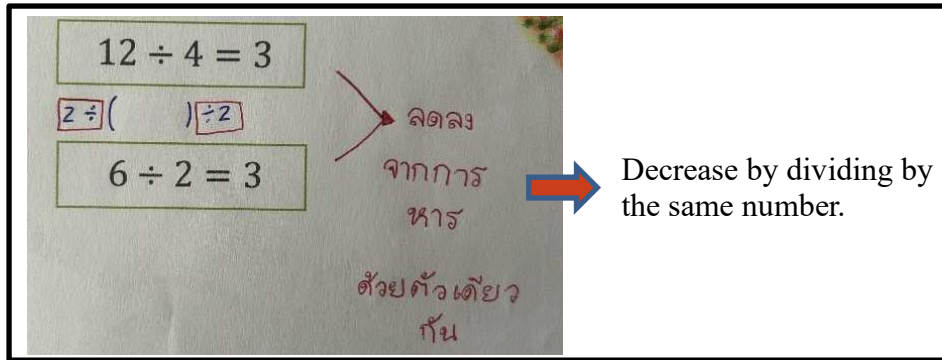 12 ÷ 4 = 3
2 ÷ ( ) ÷2
6 ÷ 2 = 3
ลดลง
จากการ
หาร
ด้วยตัวเดียว
กัน
Decrease by dividing by
the same number.